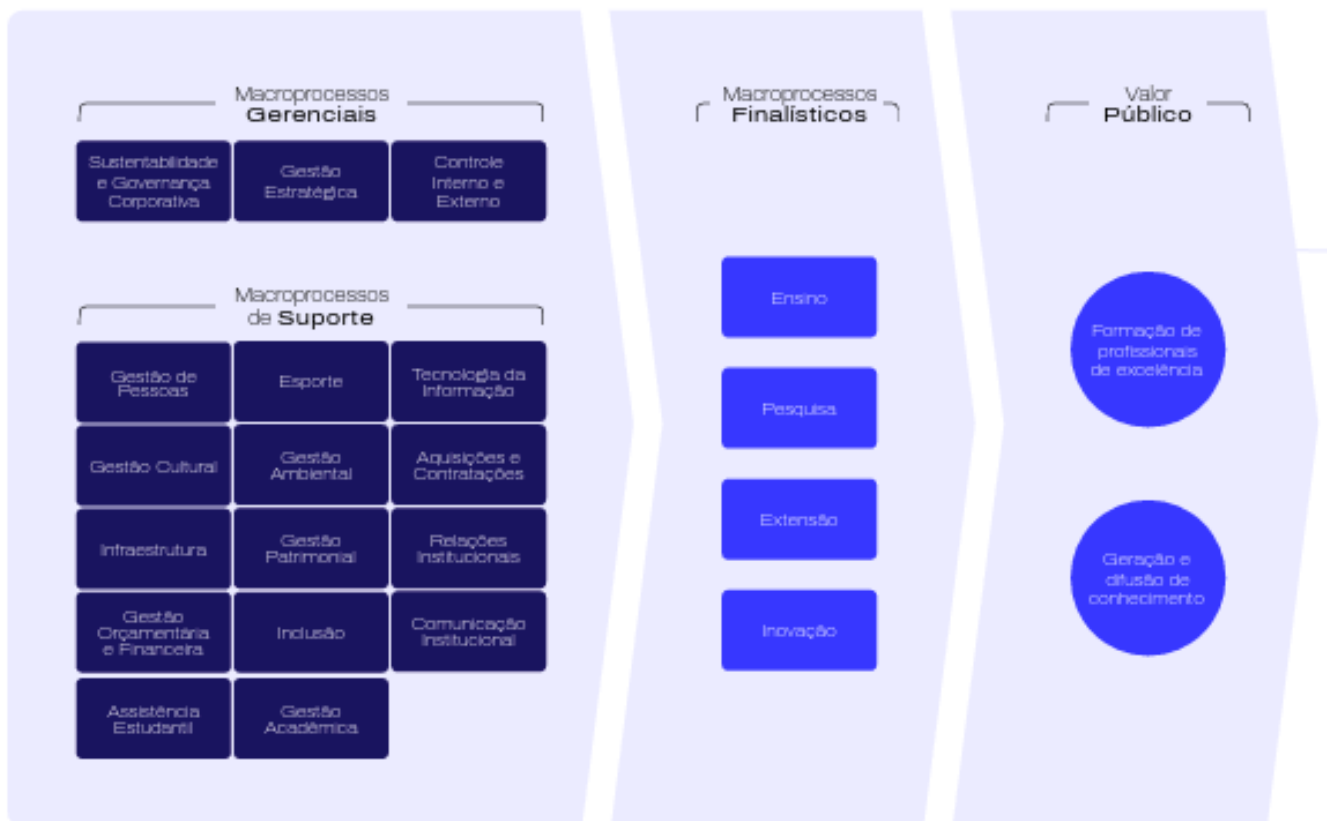 Macroprocessos
Gerenciais
Sustentabilidade
e Governança
Corporativa
Gestão
Estratégica
Controle
Interno e
Externo
Macroprocessos
de Suporte
Gestão de
Pessoas
Esporte
Tecnologia da
Informação
Gestão Cultural
Gestão
Ambiental
Aquisições e
Contratações
Infraestrutura
Gestão
Patrimonial
Relações
Institucionais
Gestão
Orçamentária
e Financeira
Inclusão
Comunicação
Institucional
Assistência
Estudantil
Gestão
Acadêmica
Macroprocessos
Finalísticos
Ensino
Pesquisa
Extensão
Inovação
Valor
Público
Formação de
profissionais
de excelência
Geração e
difusão de
conhecimento